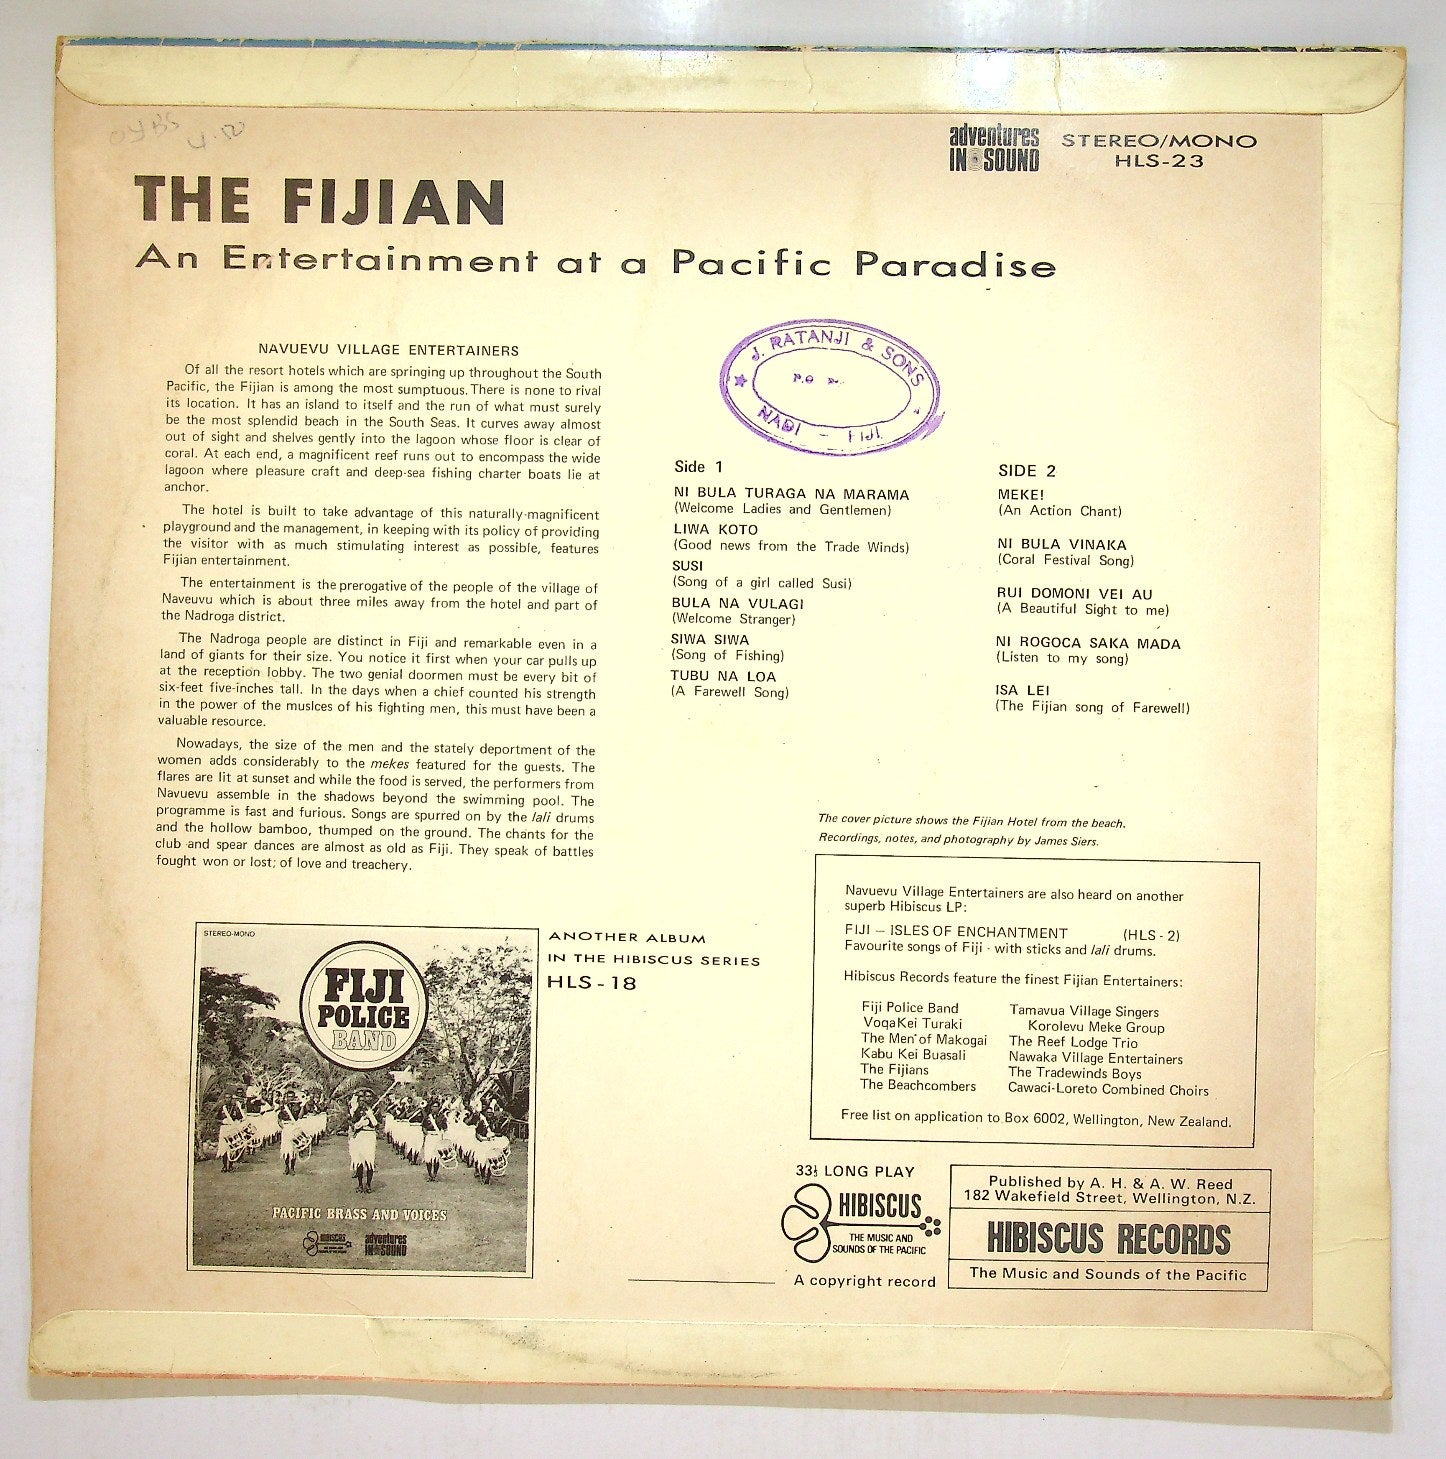 4.50
adventures
IN SOUND
STEREO/MONO
HLS-23
THE FIJIAN
An Entertainment at a Pacific Paradise
NAVUEVU VILLAGE ENTERTAINERS
Of all the resort hotels which are springing up throughout the South
Pacific, the Fijian is among the most sumptuous. There is none to rival
its location. It has an island to itself and the run of what must surely
be the most splendid beach in the South Seas. It curves away almost
out of sight and shelves gently into the lagoon whose floor is clear of
coral. At each end, a magnificent reef runs out to encompass the wide
lagoon where pleasure craft and deep-sea fishing charter boats lie at
anchor.
The hotel is built to take advantage of this naturally-magnificent
playground and the management, in keeping with its policy of providing
the visitor with as much stimulating interest as possible, features
Fijian entertainment.
The entertainment is the prerogative of the people of the village of
Naveuvu which is about three miles away from the hotel and part of
the Nadroga district.
The Nadroga people are distinct in Fiji and remarkable even in a
land of giants for their size. You notice it first when your car pulls up
at the reception lobby. The two genial doormen must be every bit of
six-feet five-inches tall. In the days when a chief counted his strength
in the power of the muslces of his fighting men, this must have been a
valuable resource.
Nowadays, the size of the men and the stately deportment of the
women adds considerably to the mekes featured for the guests. The
flares are lit at sunset and while the food is served, the performers from
Navuevu assemble in the shadows beyond the swimming pool. The
programme is fast and furious. Songs are spurred on by the lali drums
and the hollow bamboo, thumped on the ground. The chants for the
club and spear dances are almost as old as Fiji. They speak of battles
fought won or lost; of love and treachery.
J. RATANJI & SONS
P.O
NADI - FIJI
Side 1
NI BULA TURAGA NA MARAMA
(Welcome Ladies and Gentlemen)
LIWA KOTO
(Good news from the Trade Winds)
SUSI
(Song of a girl called Susi)
BULA NA VULAGI
(Welcome Stranger)
SIWA SIWA
(Song of Fishing)
TUBU NA LOA
(A Farewell Song)
SIDE 2
MEKE!
(An Action Chant)
NI BULA VINAKA
(Coral Festival Song)
RUI DOMONI VEI AU
(A Beautiful Sight to me)
NI ROGOCA SAKA MADA
(Listen to my song)
ISA LEI
(The Fijian song of Farewell)
The cover picture shows the Fijian Hotel from the beach.
Recordings, notes, and photography by James Siers.
Navuevu Village Entertainers are also heard on another
superb Hibiscus LP:
FIJI – ISLES OF ENCHANTMENT (HLS - 2)
Favourite songs of Fiji - with sticks and lali drums.
Hibiscus Records feature the finest Fijian Entertainers:
Fiji Police Band
VoqaKei Turaki
The Men of Makogai
Kabu Kei Buasali
The Fijians
The Beachcombers
Tamavua Village Singers
Korolevu Meke Group
The Reef Lodge Trio
Nawaka Village Entertainers
The Tradewinds Boys
Cawaci-Loreto Combined Choirs
Free list on application to Box 6002, Wellington, New Zealand.
STEREO-MONO
FIJI
POLICE
BAND
PACIFIC BRASS AND VOICES
HIBISCUS
adventures
IN SOUND
ANOTHER ALBUM
IN THE HIBISCUS SERIES
HLS - 18
33⅓ LONG PLAY
HIBISCUS
THE MUSIC AND
SOUNDS OF THE PACIFIC
A copyright record
Published by A. H. & A. W. Reed
182 Wakefield Street, Wellington, N.Z.
HIBISCUS RECORDS
The Music and Sounds of the Pacific